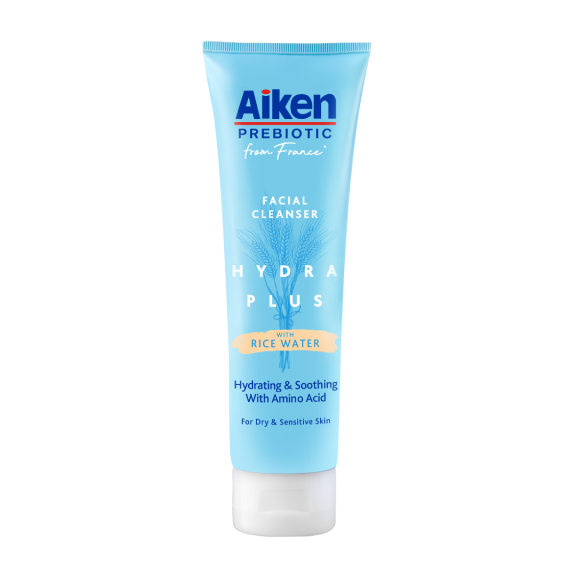 Aiken
PREBIOTIC
from France*
FACIAL
CLEANSER
HYDRA
PLUS
WITH
RICE WATER
Hydrating & Soothing
With Amino Acid
For Dry & Sensitive Skin